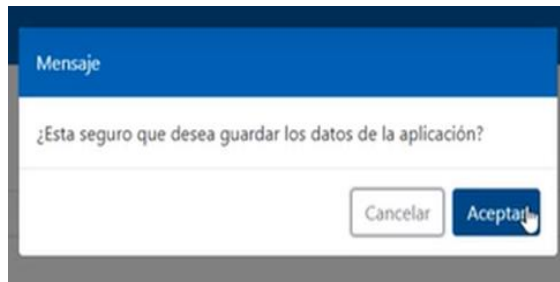 Mensaje
¿Esta seguro que desea guardar los datos de la aplicación?
Cancelar
Aceptar